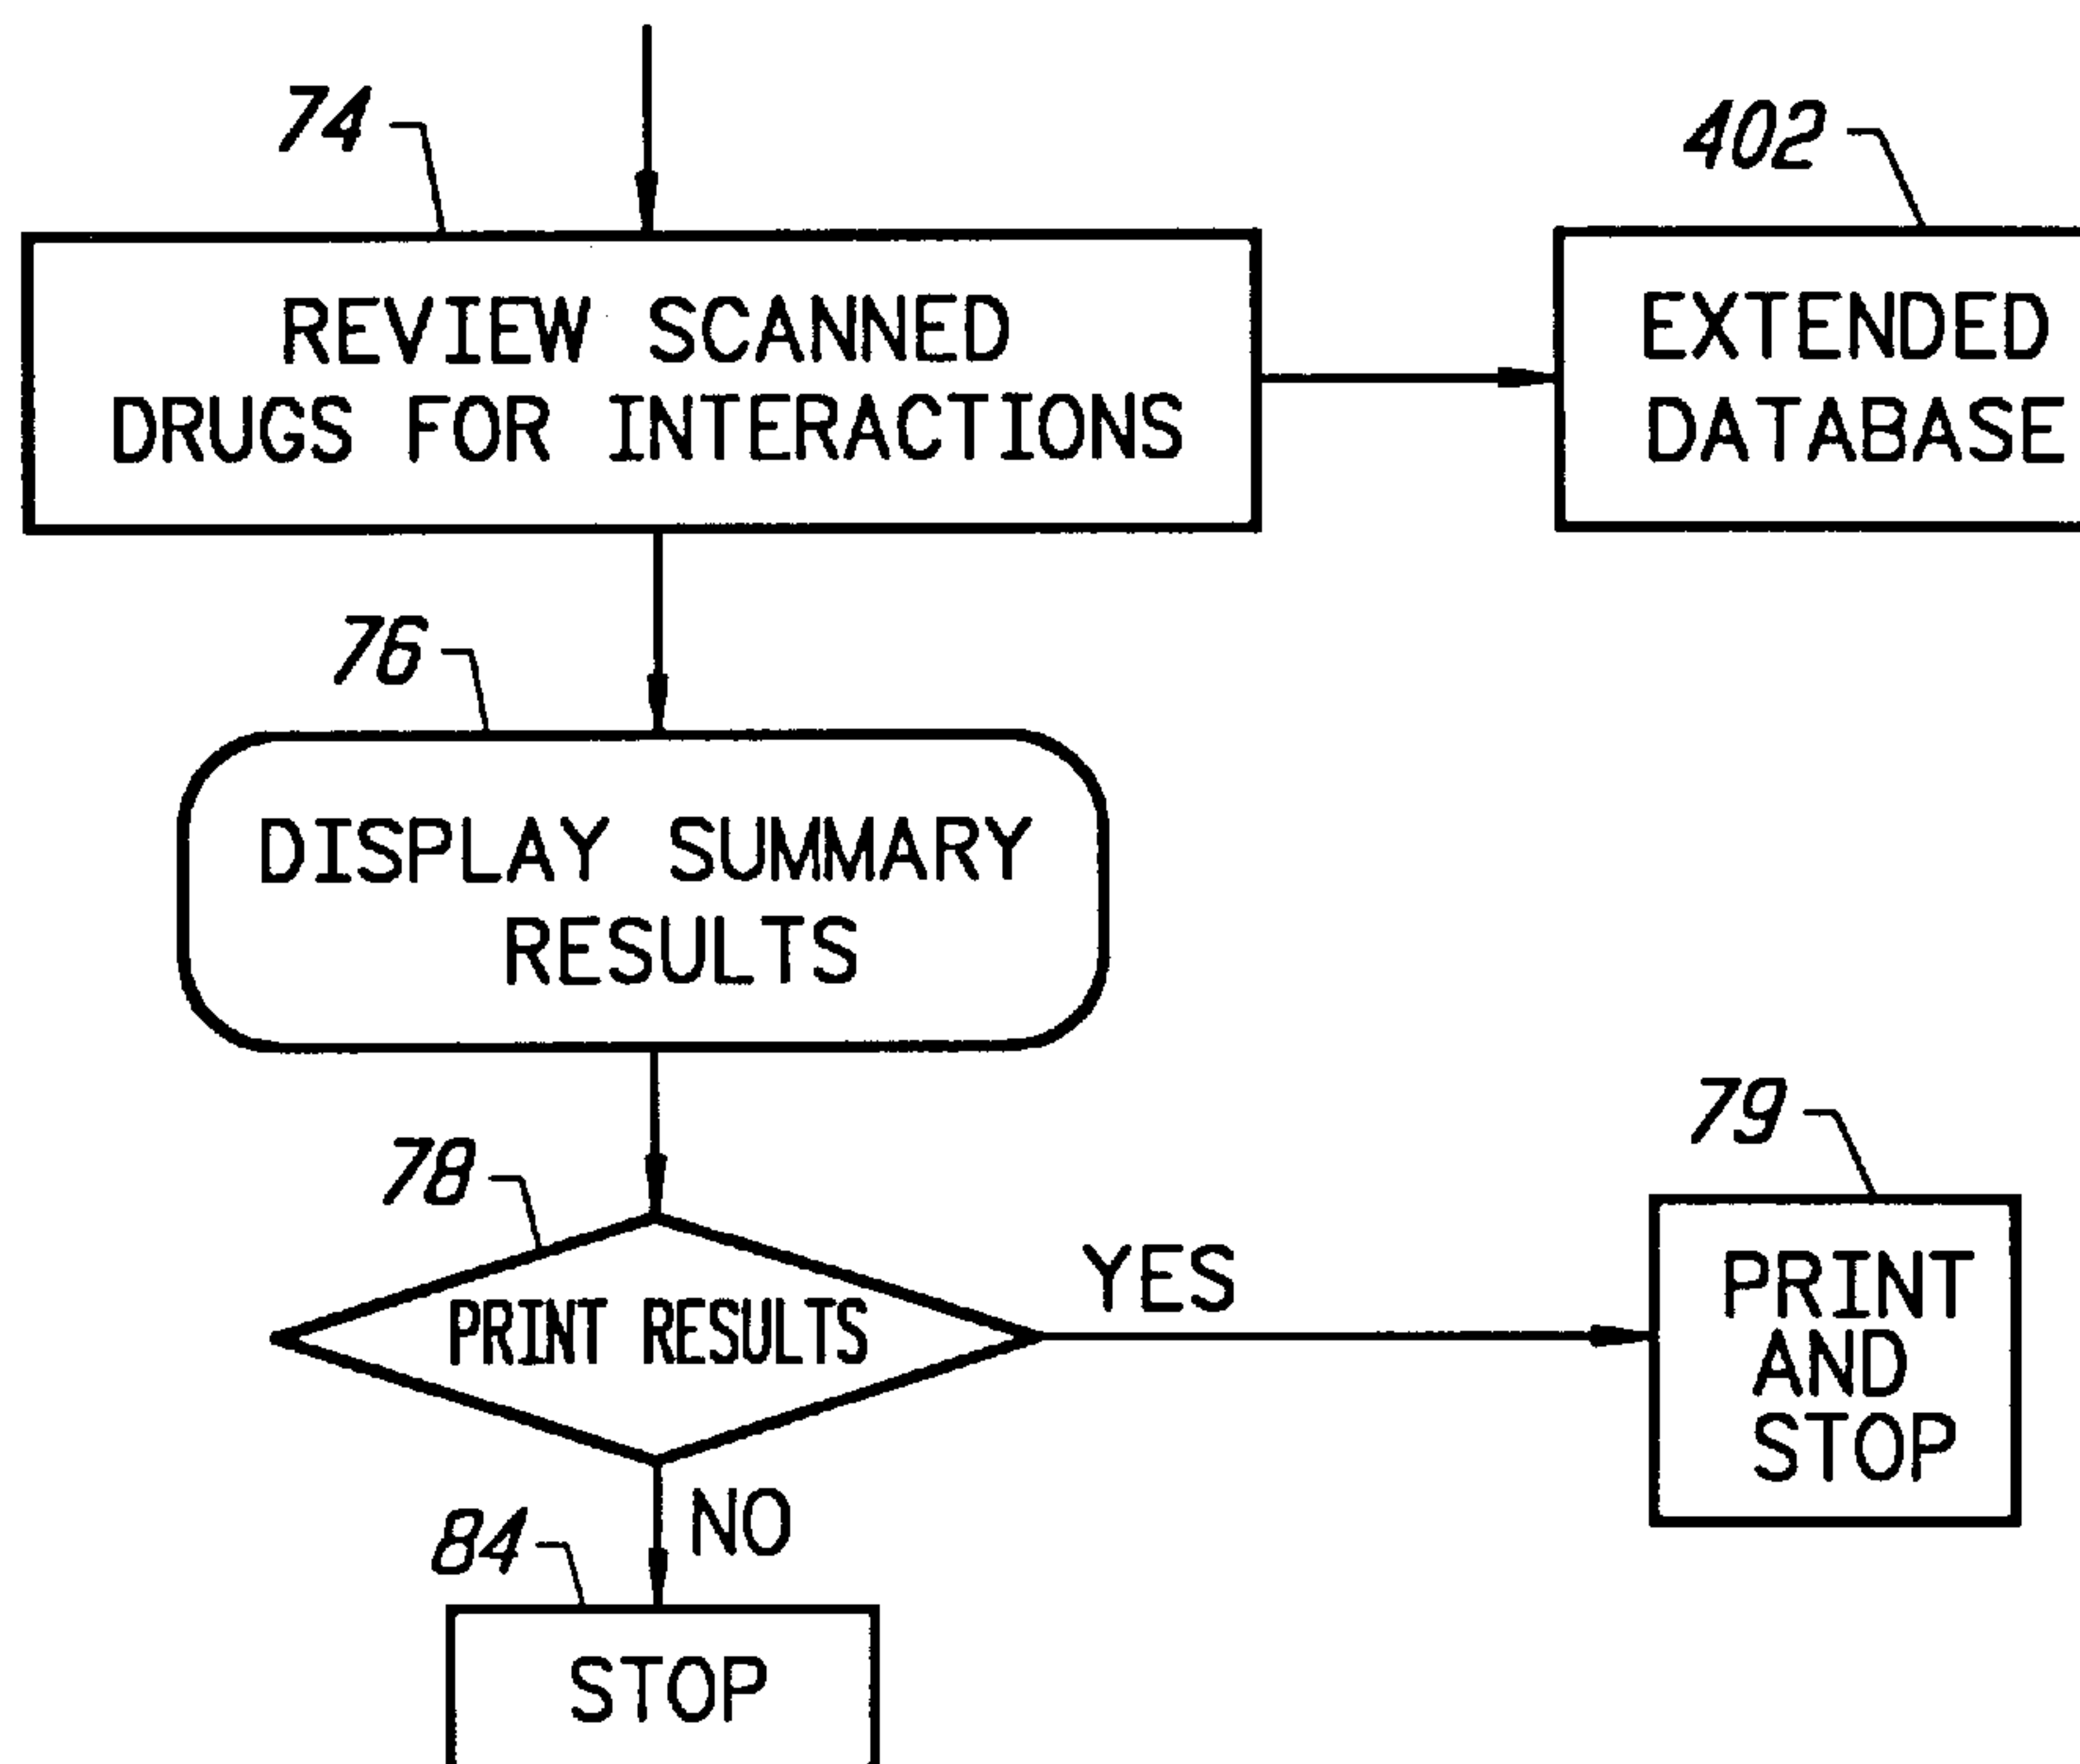 74
402
REVIEW SCANNED
DRUGS FOR INTERACTIONS
EXTENDED
DATABASE
76
DISPLAY SUMMARY
RESULTS
78
79
YES
PRINT RESULTS
PRINT
AND
STOP
NO
84
STOP